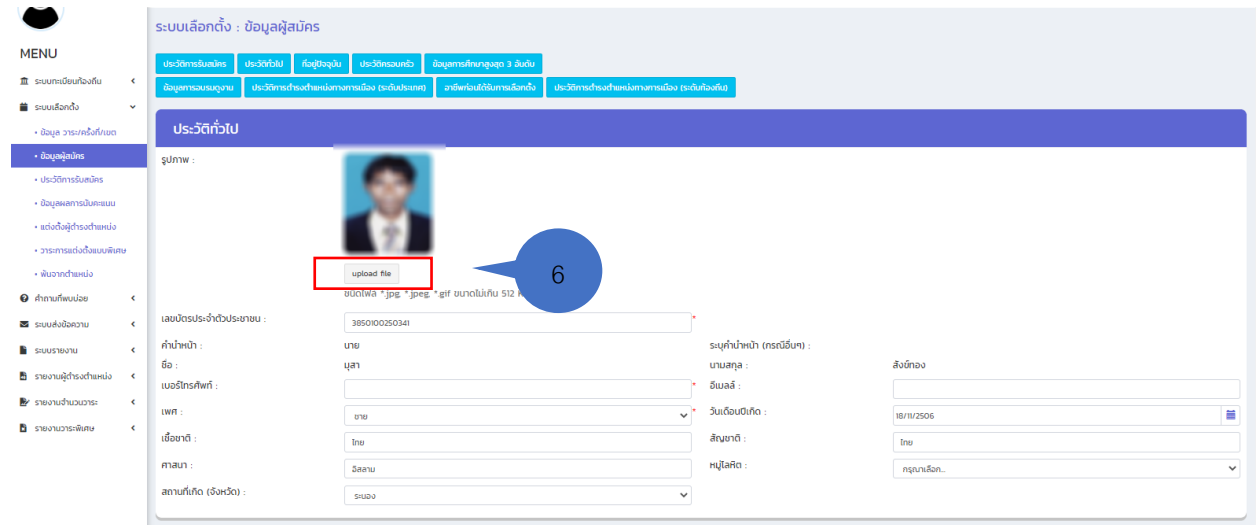 ระบบเลือกตั้ง : ข้อมูลผู้สมัคร
MENU
ระบบทะเบียนท้องถิ่น
ระบบเลือกตั้ง
• ข้อมูล วาระ/ครั้งที่/เขต
• ข้อมูลผู้สมัคร
• ประวัติการรับสมัคร
• ข้อมูลผลการนับคะแนน
• แต่งตั้งผู้ดำรงตำแหน่ง
• วาระการแต่งตั้งแบบพิเศษ
• พ้นจากตำแหน่ง
คำถามที่พบบ่อย
ระบบส่งข้อความ
ระบบรายงาน
รายงานผู้ดำรงตำแหน่ง
รายงานจำนวนวาระ
รายงานวาระพิเศษ
ประวัติการรับสมัคร ประวัติทั่วไป ที่อยู่ปัจจุบัน ประวัติครอบครัว ข้อมูลการศึกษาสูงสุด 3 อันดับ
ข้อมูลการอบรมดูงาน ประวัติการดำรงตำแหน่งทางการเมือง (ระดับประเทศ) อาชีพก่อนได้รับการเลือกตั้ง ประวัติการดำรงตำแหน่งทางการเมือง (ระดับท้องถิ่น)
ประวัติทั่วไป
รูปภาพ :
upload file
6
ชนิดไฟล์ *.jpg, *.jpeg, *.gif ขนาดไม่เกิน 512
เลขบัตรประจำตัวประชาชน : 3850100250341 *
คำนำหน้า : นาย ระบุคำนำหน้า (กรณีอื่นๆ) :
ชื่อ : มุสา นามสกุล : สังข์ทอง
เบอร์โทรศัพท์ : * อีเมลล์ :
เพศ : ชาย * วันเดือนปีเกิด : 18/11/2506
เชื้อชาติ : ไทย สัญชาติ : ไทย
ศาสนา : อิสลาม หมู่โลหิต : กรุณาเลือก...
สถานที่เกิด (จังหวัด) : ระนอง